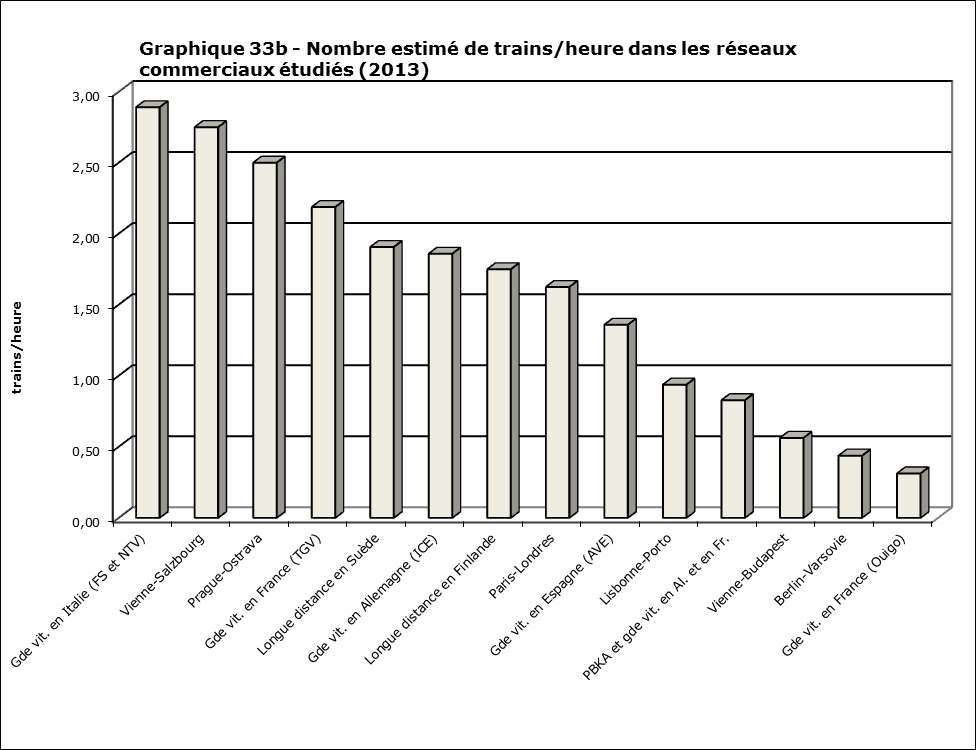 Graphique 33b - Nombre estimé de trains/heure dans les réseaux
commerciaux étudiés (2013)
trains/heure
3,00
2,50
2,00
1,50
1,00
0,50
0,00
Gde vit. en Italie (FS et NTV)
Vienne-Salzbourg
Prague-Ostrava
Gde vit. en France (TGV)
Longue distance en Suède
Gde vit. en Allemagne (ICE)
Longue distance en Finlande
Paris-Londres
Gde vit. en Espagne (AVE)
Lisbonne-Porto
PBKA et gde vit. en Al. et en Fr.
Vienne-Budapest
Berlin-Varsovie
Gde vit. en France (Ouigo)